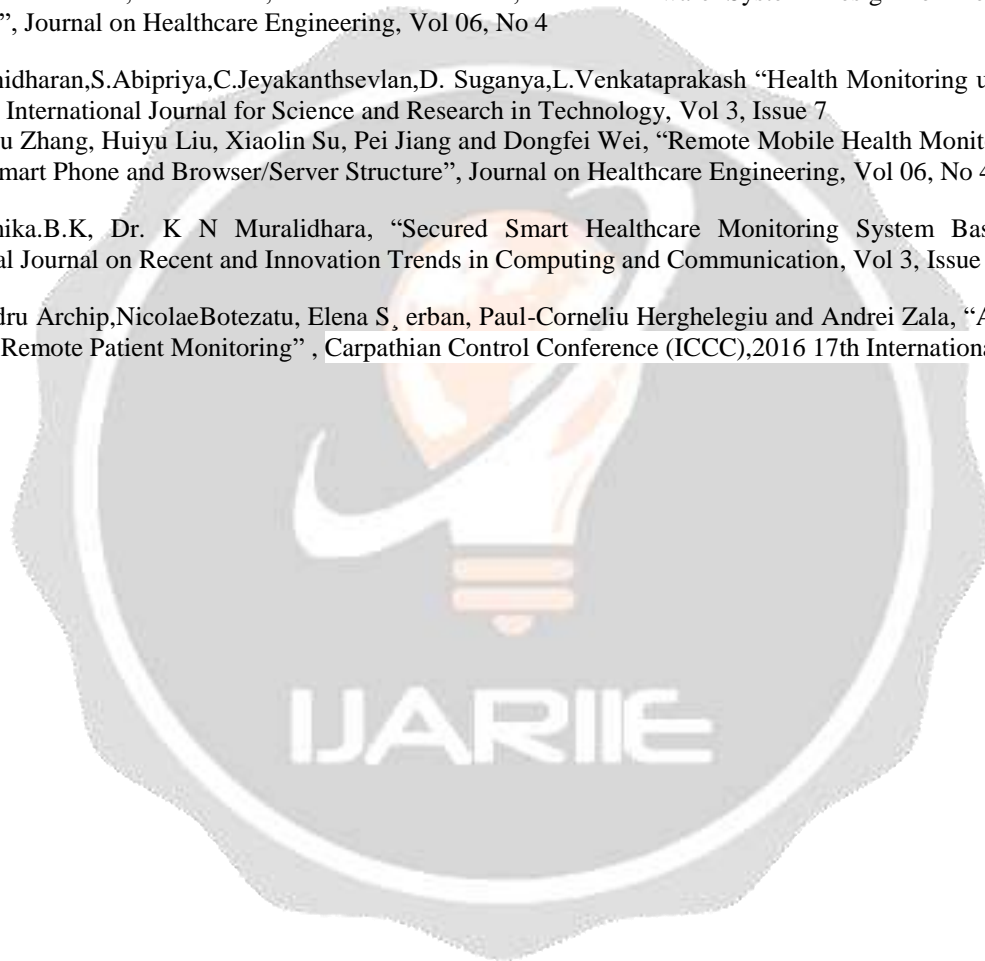 ”, Journal on Healthcare Engineering, Vol 06, No 4
nidharan,S.Abipriya,C.Jeyakanthsevlan,D. Suganya,L.Venkataprakash “Health Monitoring u
International Journal for Science and Research in Technology, Vol 3, Issue 7
u Zhang, Huiyu Liu, Xiaolin Su, Pei Jiang and Dongfei Wei, “Remote Mobile Health Monito
mart Phone and Browser/Server Structure”, Journal on Healthcare Engineering, Vol 06, No 4
nika.B.K, Dr. K N Muralidhara, “Secured Smart Healthcare Monitoring System Bas
al Journal on Recent and Innovation Trends in Computing and Communication, Vol 3, Issue
dru Archip,NicolaeBotezatu, Elena S¸ erban, Paul-Corneliu Herghelegiu and Andrei Zala, “A
Remote Patient Monitoring” , Carpathian Control Conference (ICCC),2016 17th Internationa
IJARIIE